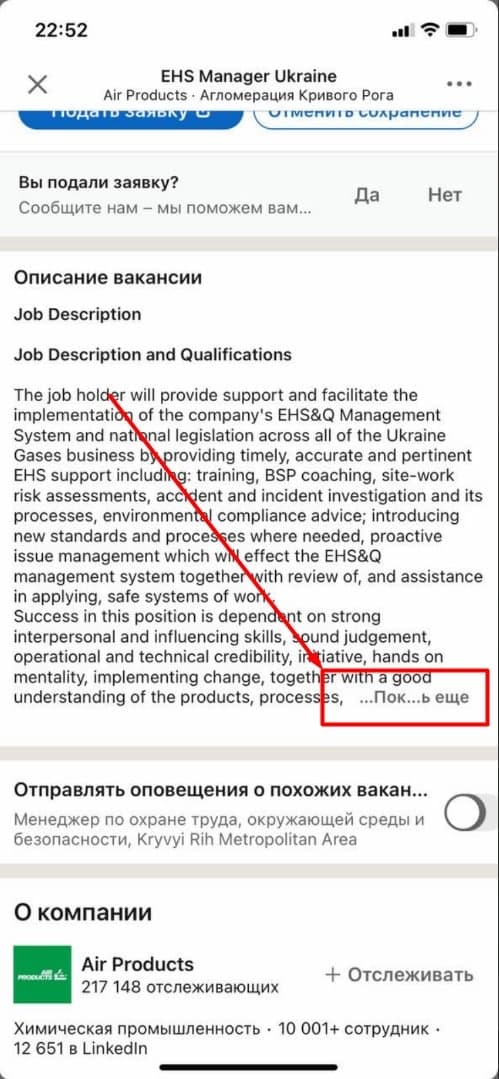 22:52
EHS Manager Ukraine
Air Products · Агломерация Кривого Рога
Подать заявку
Отменить сохранение
Вы подали заявку?
Сообщите нам – мы поможем вам...
Да
Нет
Описание вакансии
Job Description
Job Description and Qualifications
The job holder will provide support and facilitate the
implementation of the company's EHS&Q Management
System and national legislation across all of the Ukraine
Gases business by providing timely, accurate and pertinent
EHS support including: training, BSP coaching, site-work
risk assessments, accident and incident investigation and its
processes, environmental compliance advice; introducing
new standards and processes where needed, proactive
issue management which will effect the EHS&Q
management system together with review of, and assistance
in applying, safe systems of work.
Success in this position is dependent on strong
interpersonal and influencing skills, sound judgement,
operational and technical credibility, initiative, hands on
mentality, implementing change, together with a good
understanding of the products, processes, ...Пок...ь еще
Отправлять оповещения о похожих вакан...
Менеджер по охране труда, окружающей среды и
безопасности, Kryvyi Rih Metropolitan Area
О компании
AIR PRODUCTS
Air Products
217 148 отслеживающих
+ Отслеживать
Химическая промышленность · 10 001+ сотрудник ·
12 651 в LinkedIn